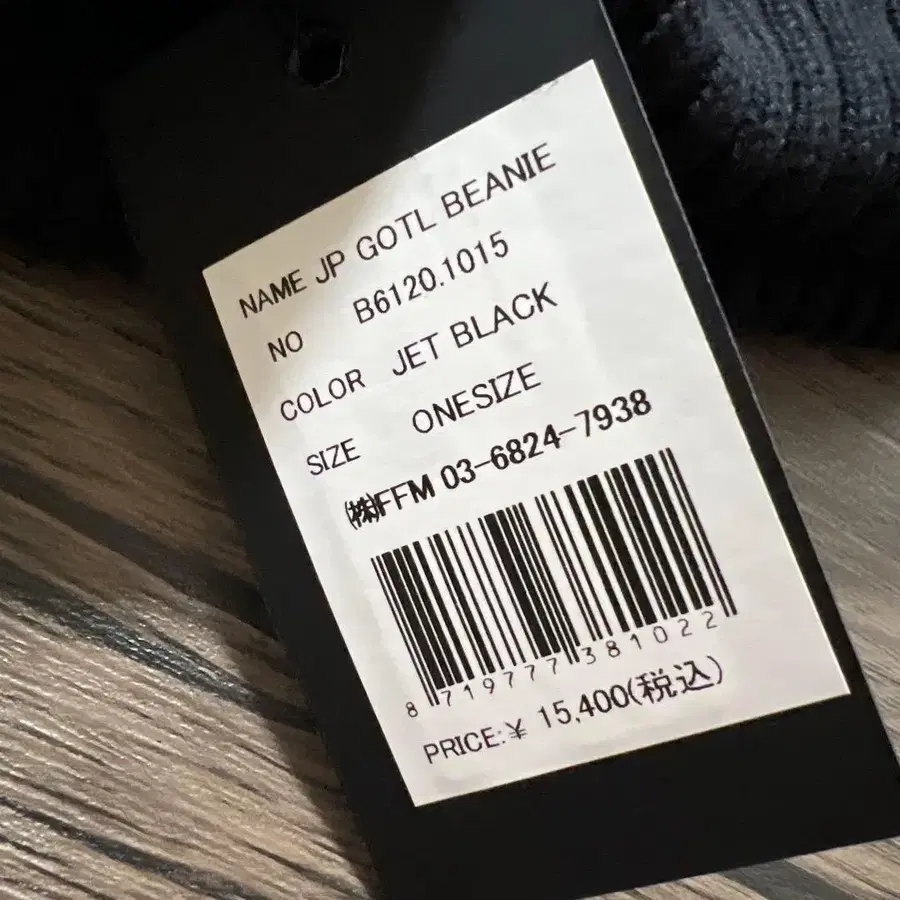 NAME JP GOTL BEANIE
NO B6120.1015
COLOR JET BLACK
SIZE ONESIZE
㈱FFM 03-6824-7938
8 719777 381022
PRICE:¥ 15,400(税込)